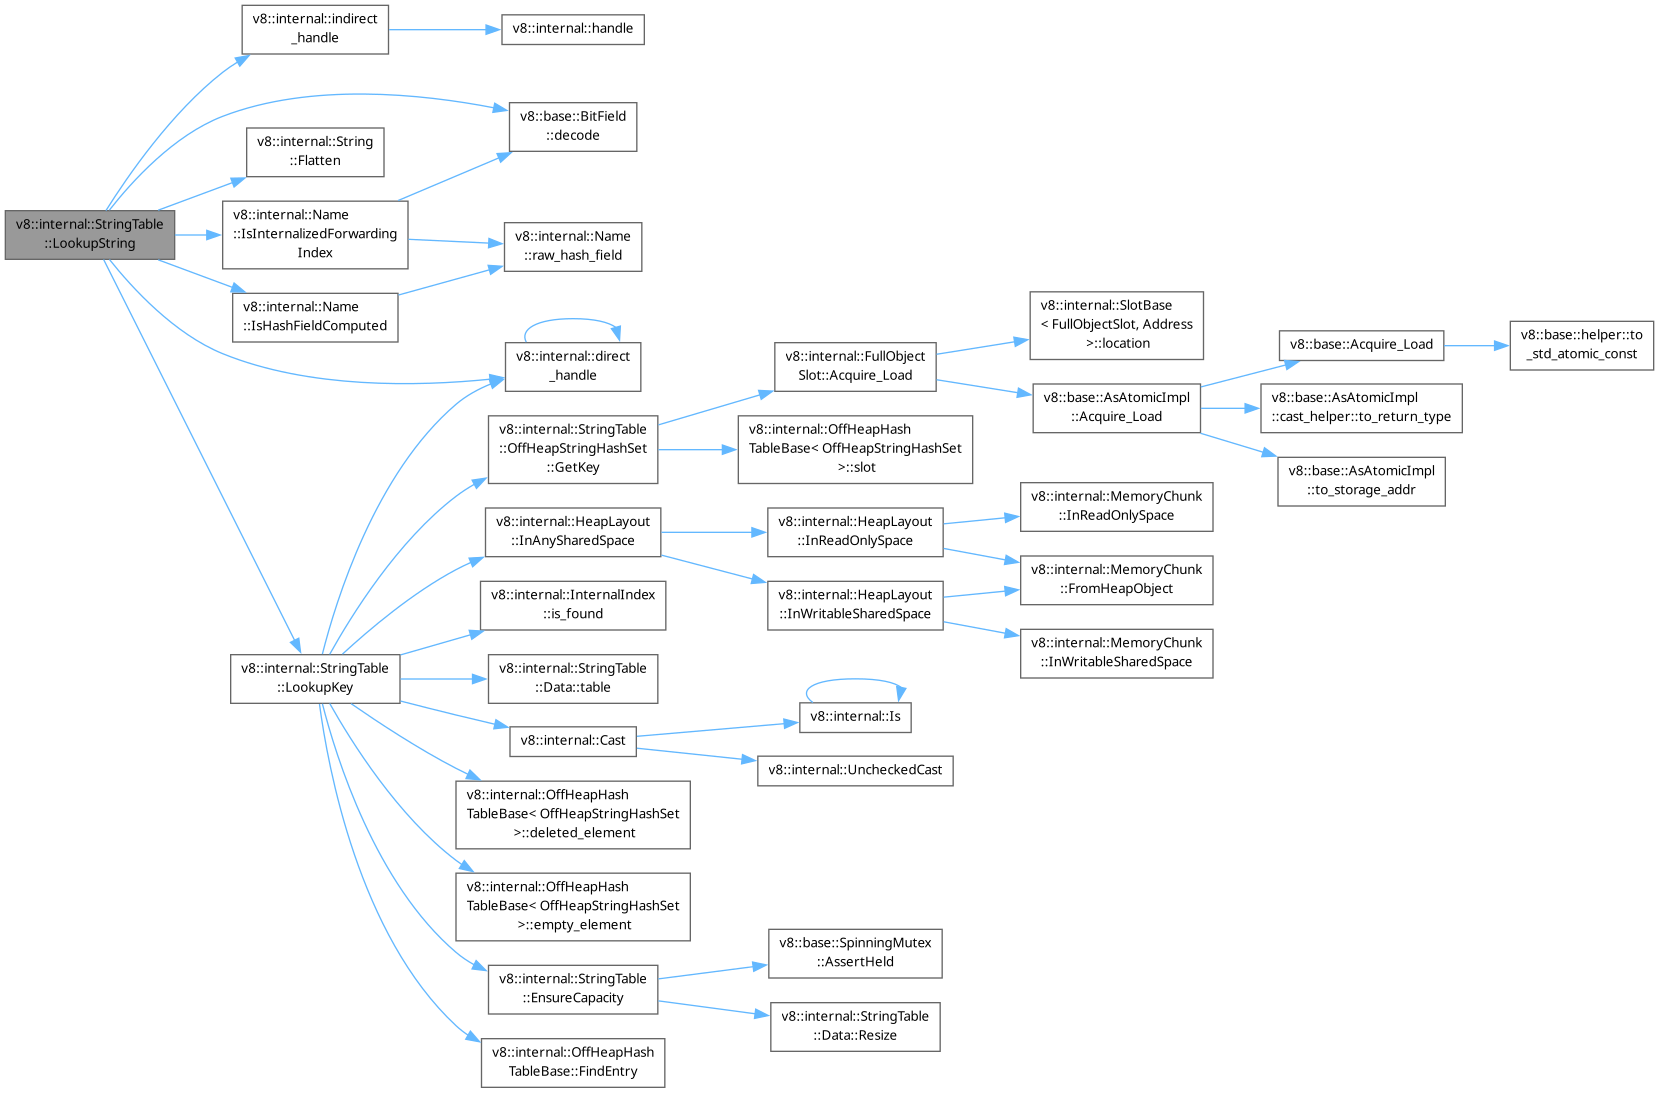 v8::internal::StringTable
::LookupString
v8::internal::indirect
_handle
v8::internal::handle
v8::base::BitField
::decode
v8::internal::String
::Flatten
v8::internal::Name
::IsInternalizedForwarding
Index
v8::internal::Name
::raw_hash_field
v8::internal::Name
::IsHashFieldComputed
v8::internal::direct
_handle
v8::internal::StringTable
::LookupKey
v8::internal::StringTable
::OffHeapStringHashSet
::GetKey
v8::internal::FullObject
Slot::Acquire_Load
v8::internal::SlotBase
< FullObjectSlot, Address
>::location
v8::base::AsAtomicImpl
::Acquire_Load
v8::base::Acquire_Load
v8::base::helper::to
_std_atomic_const
v8::base::AsAtomicImpl
::cast_helper::to_return_type
v8::base::AsAtomicImpl
::to_storage_addr
v8::internal::OffHeapHash
TableBase< OffHeapStringHashSet
>::slot
v8::internal::HeapLayout
::InAnySharedSpace
v8::internal::HeapLayout
::InReadOnlySpace
v8::internal::MemoryChunk
::InReadOnlySpace
v8::internal::MemoryChunk
::FromHeapObject
v8::internal::HeapLayout
::InWritableSharedSpace
v8::internal::MemoryChunk
::InWritableSharedSpace
v8::internal::InternalIndex
::is_found
v8::internal::StringTable
::Data::table
v8::internal::Cast
v8::internal::Is
v8::internal::UncheckedCast
v8::internal::OffHeapHash
TableBase< OffHeapStringHashSet
>::deleted_element
v8::internal::OffHeapHash
TableBase< OffHeapStringHashSet
>::empty_element
v8::internal::StringTable
::EnsureCapacity
v8::base::SpinningMutex
::AssertHeld
v8::internal::StringTable
::Data::Resize
v8::internal::OffHeapHash
TableBase::FindEntry